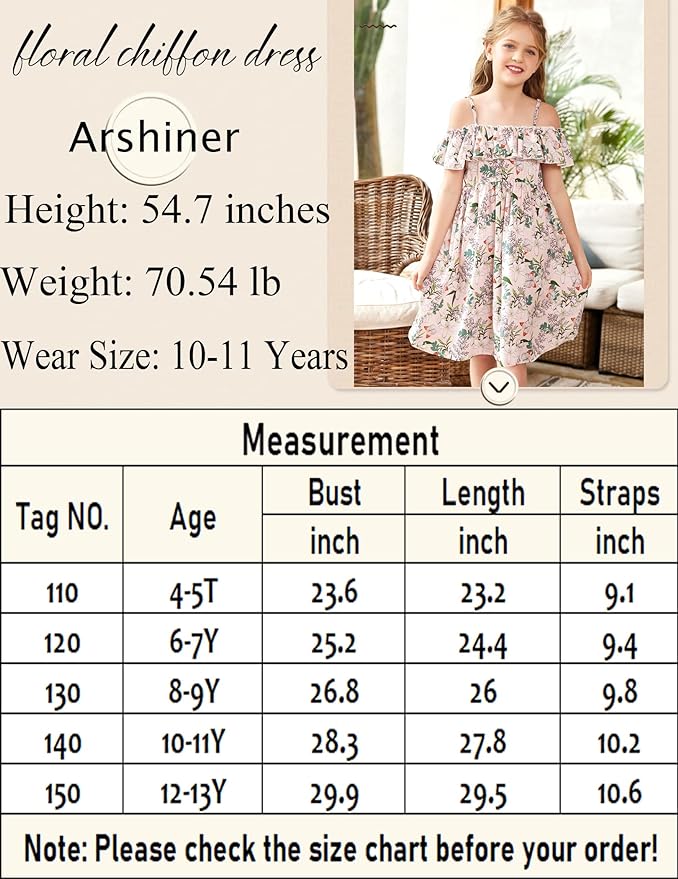 floral chiffon dress
Arshiner
Height: 54.7 inches
Weight: 70.54 lb
Wear Size: 10-11 Years
Measurement
Tag NO. Age Bust Length Straps
inch inch inch
110 4-5T 23.6 23.2 9.1
120 6-7Y 25.2 24.4 9.4
130 8-9Y 26.8 26 9.8
140 10-11Y 28.3 27.8 10.2
150 12-13Y 29.9 29.5 10.6
Note: Please check the size chart before your order!